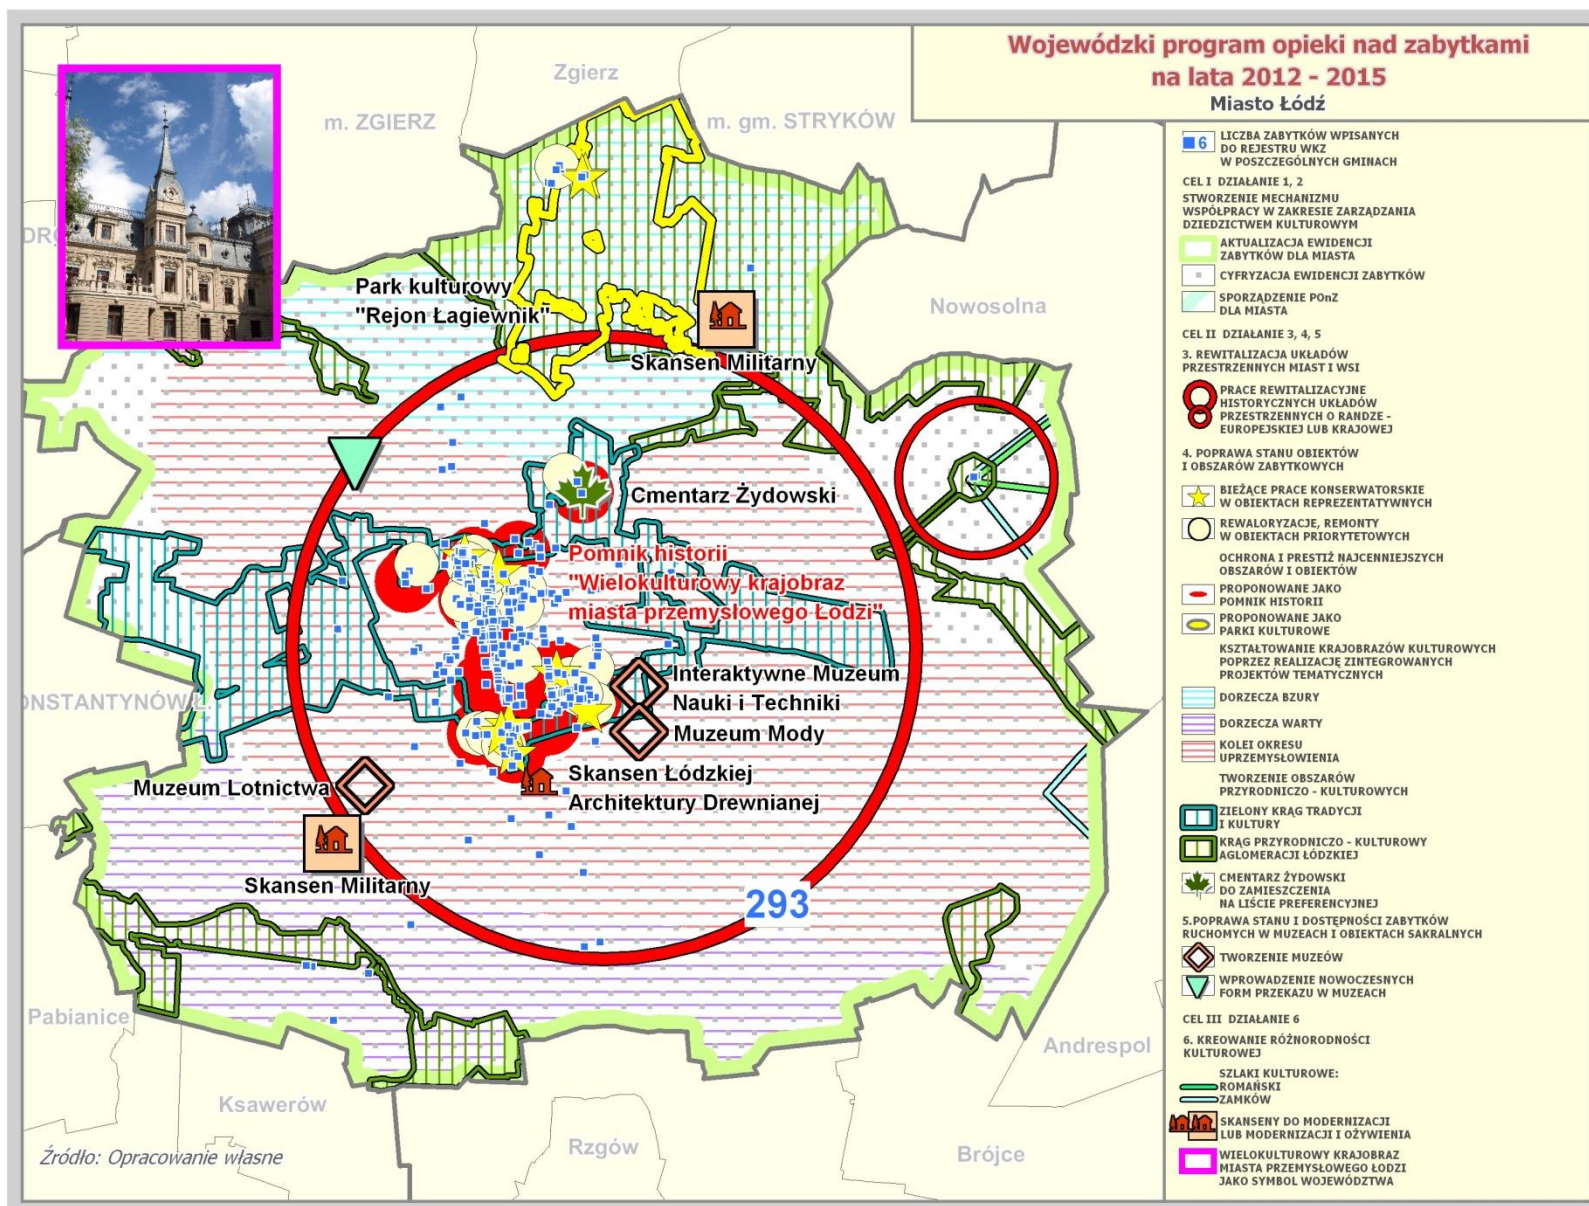 Wojewódzki program opieki nad zabytkami
na lata 2012 - 2015
Miasto Łódź
Zgierz
m. ZGIERZ
m. gm. STRYKÓW
Nowosolna
Park kulturowy
"Rejon Łagiewnik"
Skansen Militarny
Cmentarz Żydowski
Pomnik historii
"Wielokulturowy krajobraz
miasta przemysłowego Łodzi"
ONSTANTYNÓW Ł.
Interaktywne Muzeum
Nauki i Techniki
Muzeum Mody
Skansen Łódzkiej
Architektury Drewnianej
Muzeum Lotnictwa
Skansen Militarny
293
Pabianice
Andrespol
Ksawerów
Rzgów
Brójce
Źródło: Opracowanie własne
6
LICZBA ZABYTKÓW WPISANYCH
DO REJESTRU WKZ
W POSZCZEGÓLNYCH GMINACH
CEL I DZIAŁANIE 1, 2
STWORZENIE MECHANIZMU
WSPÓŁPRACY W ZAKRESIE ZARZĄDZANIA
DZIEDZICTWEM KULTUROWYM
AKTUALIZACJA EWIDENCJI
ZABYTKÓW DLA MIASTA
CYFRYZACJA EWIDENCJI ZABYTKÓW
SPORZĄDZENIE POnZ
DLA MIASTA
CEL II DZIAŁANIE 3, 4, 5
3. REWITALIZACJA UKŁADÓW
PRZESTRZENNYCH MIAST I WSI
PRACE REWITALIZACYJNE
HISTORYCZNYCH UKŁADÓW
PRZESTRZENNYCH O RANDZE -
EUROPEJSKIEJ LUB KRAJOWEJ
4. POPRAWA STANU OBIEKTÓW
I OBSZARÓW ZABYTKOWYCH
BIEŻĄCE PRACE KONSERWATORSKIE
W OBIEKTACH REPREZENTATYWNYCH
REWALORYZACJE, REMONTY
W OBIEKTACH PRIORYTETOWYCH
OCHRONA I PRESTIŻ NAJCENNIEJSZYCH
OBSZARÓW I OBIEKTÓW
PROPONOWANE JAKO
POMNIK HISTORII
PROPONOWANE JAKO
PARKI KULTUROWE
KSZTAŁTOWANIE KRAJOBRAZÓW KULTUROWYCH
POPRZEZ REALIZACJĘ ZINTEGROWANYCH
PROJEKTÓW TEMATYCZNYCH
DORZECZA BZURY
DORZECZA WARTY
KOLEI OKRESU
UPRZEMYSŁOWIENIA
TWORZENIE OBSZARÓW
PRZYRODNICZO - KULTUROWYCH
ZIELONY KRĄG TRADYCJI
I KULTURY
KRĄG PRZYRODNICZO - KULTUROWY
AGLOMERACJI ŁÓDZKIEJ
CMENTARZ ŻYDOWSKI
DO ZAMIESZCZENIA
NA LIŚCIE PREFERENCYJNEJ
5.POPRAWA STANU I DOSTĘPNOŚCI ZABYTKÓW
RUCHOMYCH W MUZEACH I OBIEKTACH SAKRALNYCH
TWORZENIE MUZEÓW
WPROWADZENIE NOWOCZESNYCH
FORM PRZEKAZU W MUZEACH
CEL III DZIAŁANIE 6
6. KREOWANIE RÓŻNORODNOŚCI
KULTUROWEJ
SZLAKI KULTUROWE:
ROMAŃSKI
ZAMKÓW
SKANSENY DO MODERNIZACJI
LUB MODERNIZACJI I OŻYWIENIA
WIELOKULTUROWY KRAJOBRAZ
MIASTA PRZEMYSŁOWEGO ŁODZI
JAKO SYMBOL WOJEWÓDZTWA